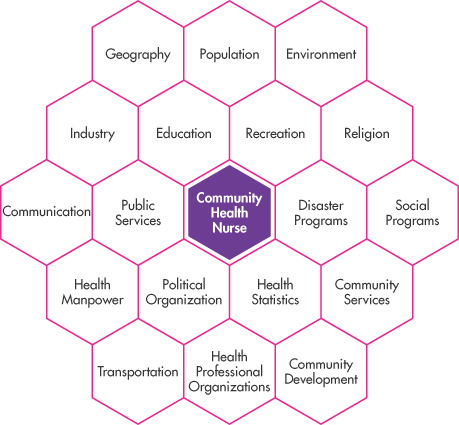 Geography
Population
Environment
Industry
Education
Recreation
Religion
Communication
Public
Services
Community
Health
Nurse
Disaster
Programs
Social
Programs
Health
Manpower
Political
Organization
Health
Statistics
Community
Services
Transportation
Health
Professional
Organizations
Community
Development